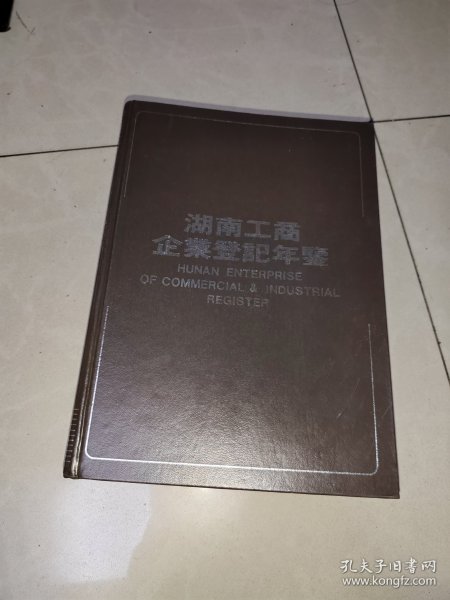 湖南工商
企業登記年鑒
HUNAN ENTERPRISE
OF COMMERCIAL & INDUSTRIAL
REGISTER
孔夫子旧书网
www.kongfz.com